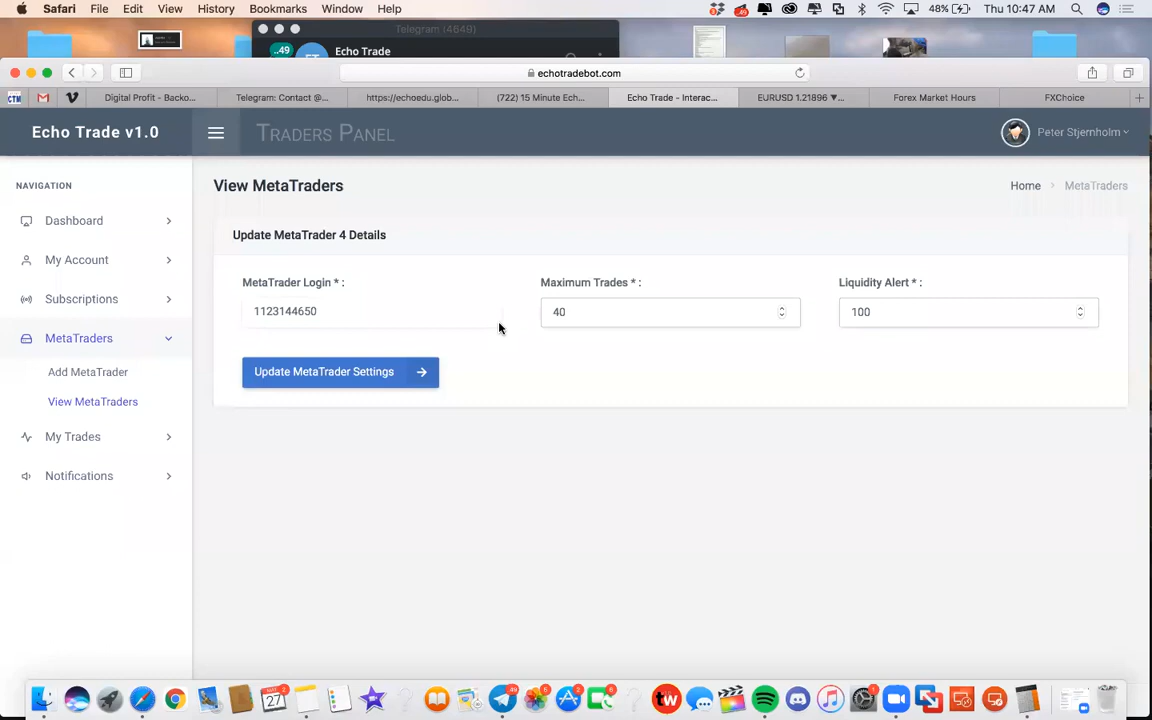 Safari File Edit View History Bookmarks Window Help 48% Thu 10:47 AM
Telegram (4649)
..49 Echo Trade
echotradebot.com
CTM Digital Profit - Backo... Telegram: Contact @... https://echoedu.glob... (722) 15 Minute Ech... Echo Trade - Interac... EURUSD 1.21896 ▼... Forex Market Hours FXChoice
Echo Trade v1.0 TRADERS PANEL Peter Stjernholm
NAVIGATION
View MetaTraders
Home > MetaTraders
Dashboard
My Account
Subscriptions
MetaTraders
Add MetaTrader
View MetaTraders
My Trades
Notifications
Update MetaTrader 4 Details
MetaTrader Login * : Maximum Trades * : Liquidity Alert * :
1123144650 40 100
Update MetaTrader Settings →